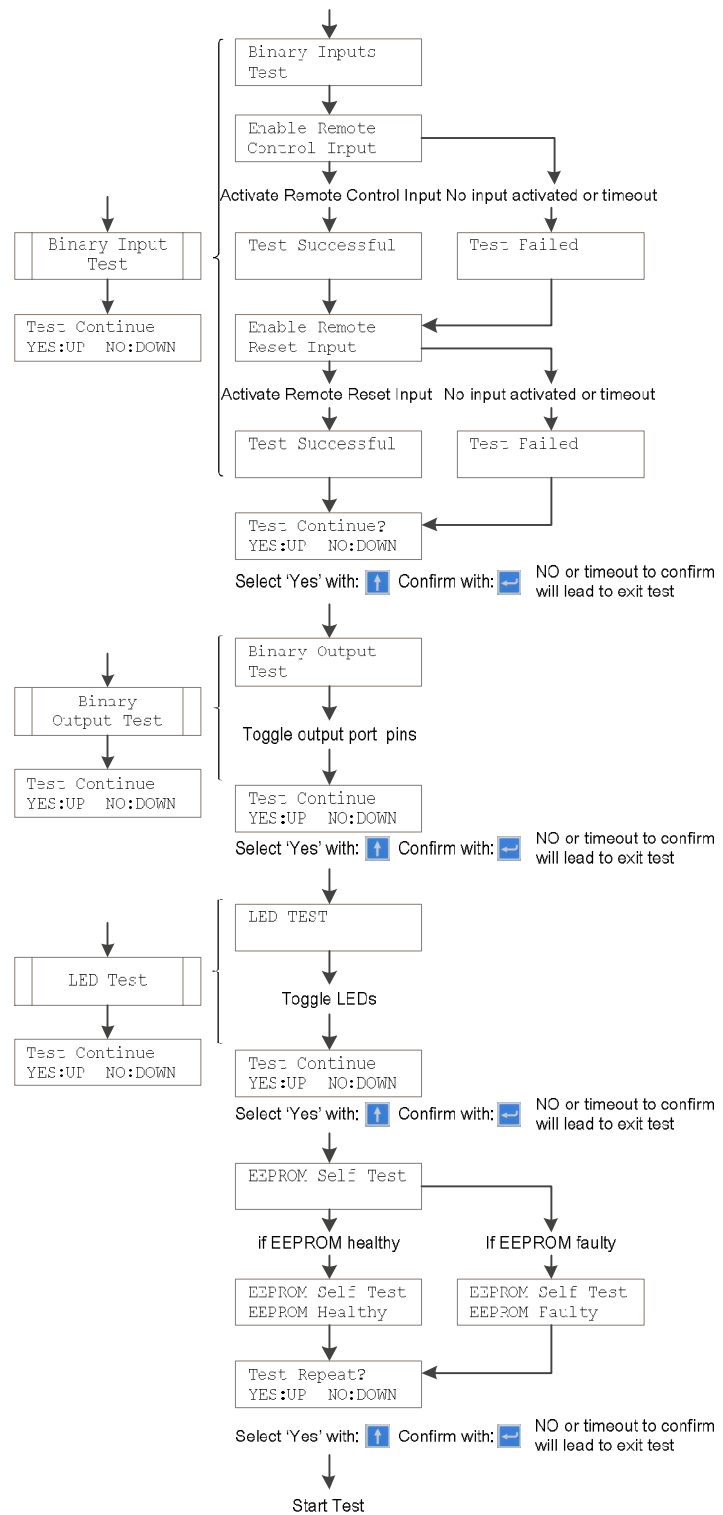 Binary Inputs
Test
Enable Remote
Control Input
Activate Remote Control Input No input activated or timeout
Binary Input
Test
Test Successful
Test Failed
Test Continue
YES:UP NO:DOWN
Enable Remote
Reset Input
Activate Remote Reset Input No input activated or timeout
Test Successful
Test Failed
Test Continue?
YES:UP NO:DOWN
Select ‘Yes’ with: Confirm with: NO or timeout to confirm
will lead to exit test
Binary Output
Test
Binary
Output Test
Toggle output port pins
Test Continue
YES:UP NO:DOWN
Test Continue
YES:UP NO:DOWN
Select ‘Yes’ with: Confirm with: NO or timeout to confirm
will lead to exit test
LED TEST
LED Test
Toggle LEDs
Test Continue
YES:UP NO:DOWN
Test Continue
YES:UP NO:DOWN
Select ‘Yes’ with: Confirm with: NO or timeout to confirm
will lead to exit test
EEPROM Self Test
if EEPROM healthy
If EEPROM faulty
EEPROM Self Test
EEPROM Healthy
EEPROM Self Test
EEPROM Faulty
Test Repeat?
YES:UP NO:DOWN
Select ‘Yes’ with: Confirm with: NO or timeout to confirm
will lead to exit test
Start Test